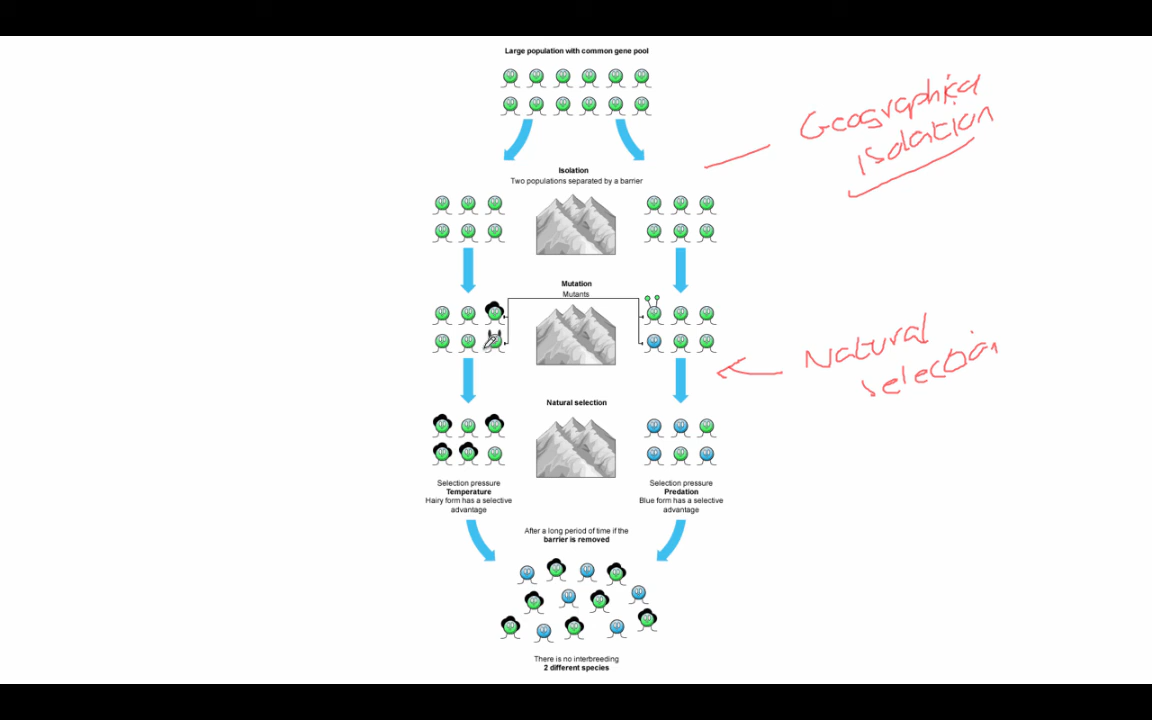 Large population with common gene pool
Geographical
isolation
Isolation
Two populations separated by a barrier
Mutation
Mutants
Natural
selection
Natural selection
Selection pressure
Temperature
Hairy form has a selective
advantage
Selection pressure
Predation
Blue form has a selective
advantage
After a long period of time if the
barrier is removed
There is no interbreeding
2 different species